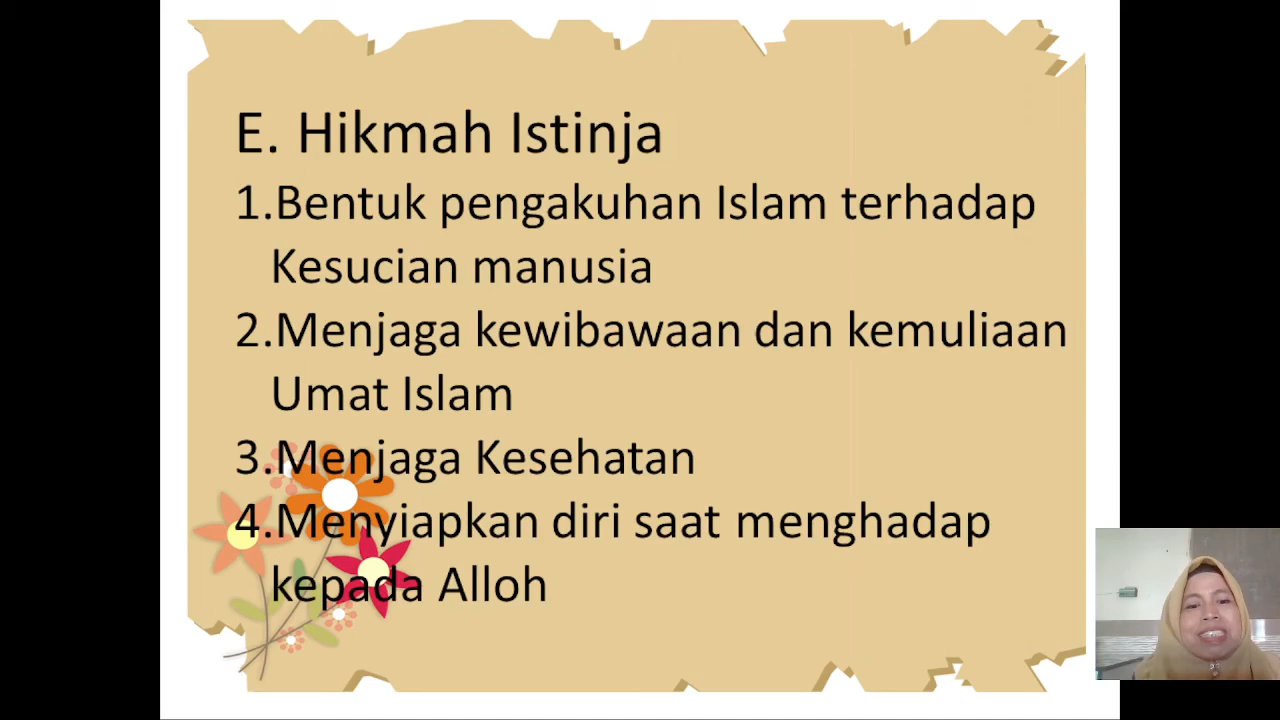 E. Hikmah Istinja
1.Bentuk pengakuhan Islam terhadap
Kesucian manusia
2.Menjaga kewibawaan dan kemuliaan
Umat Islam
3.Menjaga Kesehatan
4.Menyiapkan diri saat menghadap
kepada Alloh